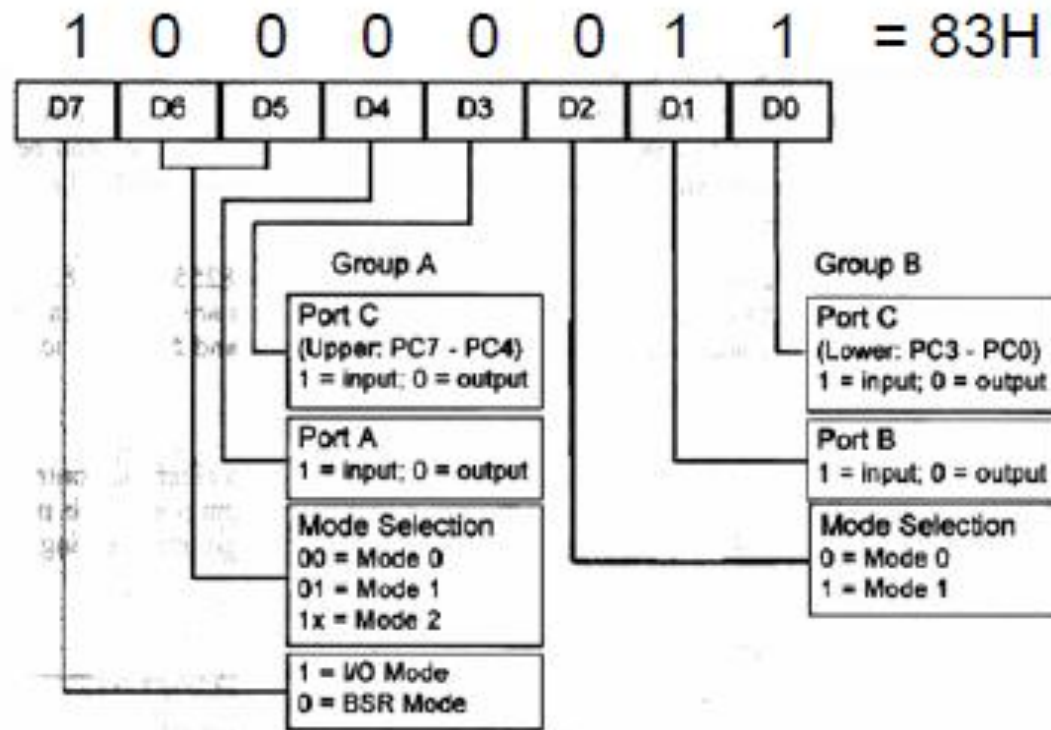 1 0 0 0 0 0 1 1 = 83H
D7 D6 D5 D4 D3 D2 D1 D0
Group A
Port C
(Upper: PC7 - PC4)
1 = input; 0 = output
Port A
1 = input; 0 = output
Mode Selection
00 = Mode 0
01 = Mode 1
1x = Mode 2
1 = I/O Mode
0 = BSR Mode
Group B
Port C
(Lower: PC3 - PC0)
1 = input; 0 = output
Port B
1 = input; 0 = output
Mode Selection
0 = Mode 0
1 = Mode 1